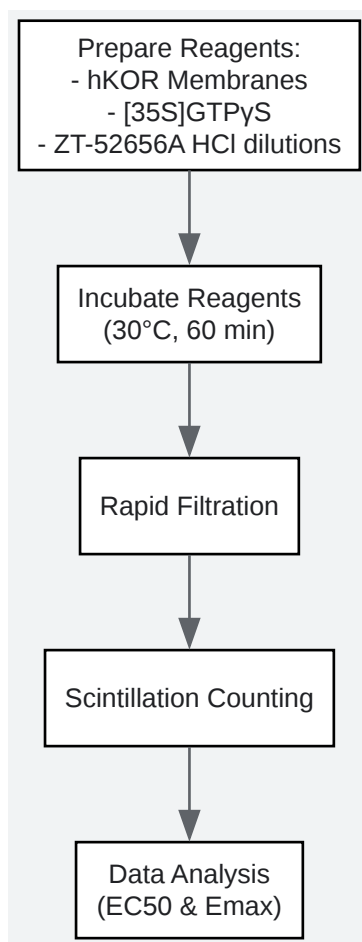 Prepare Reagents:
- hKOR Membranes
- [35S]GTPγS
- ZT-52656A HCl dilutions
Incubate Reagents
(30°C, 60 min)
Rapid Filtration
Scintillation Counting
Data Analysis
(EC50 & Emax)